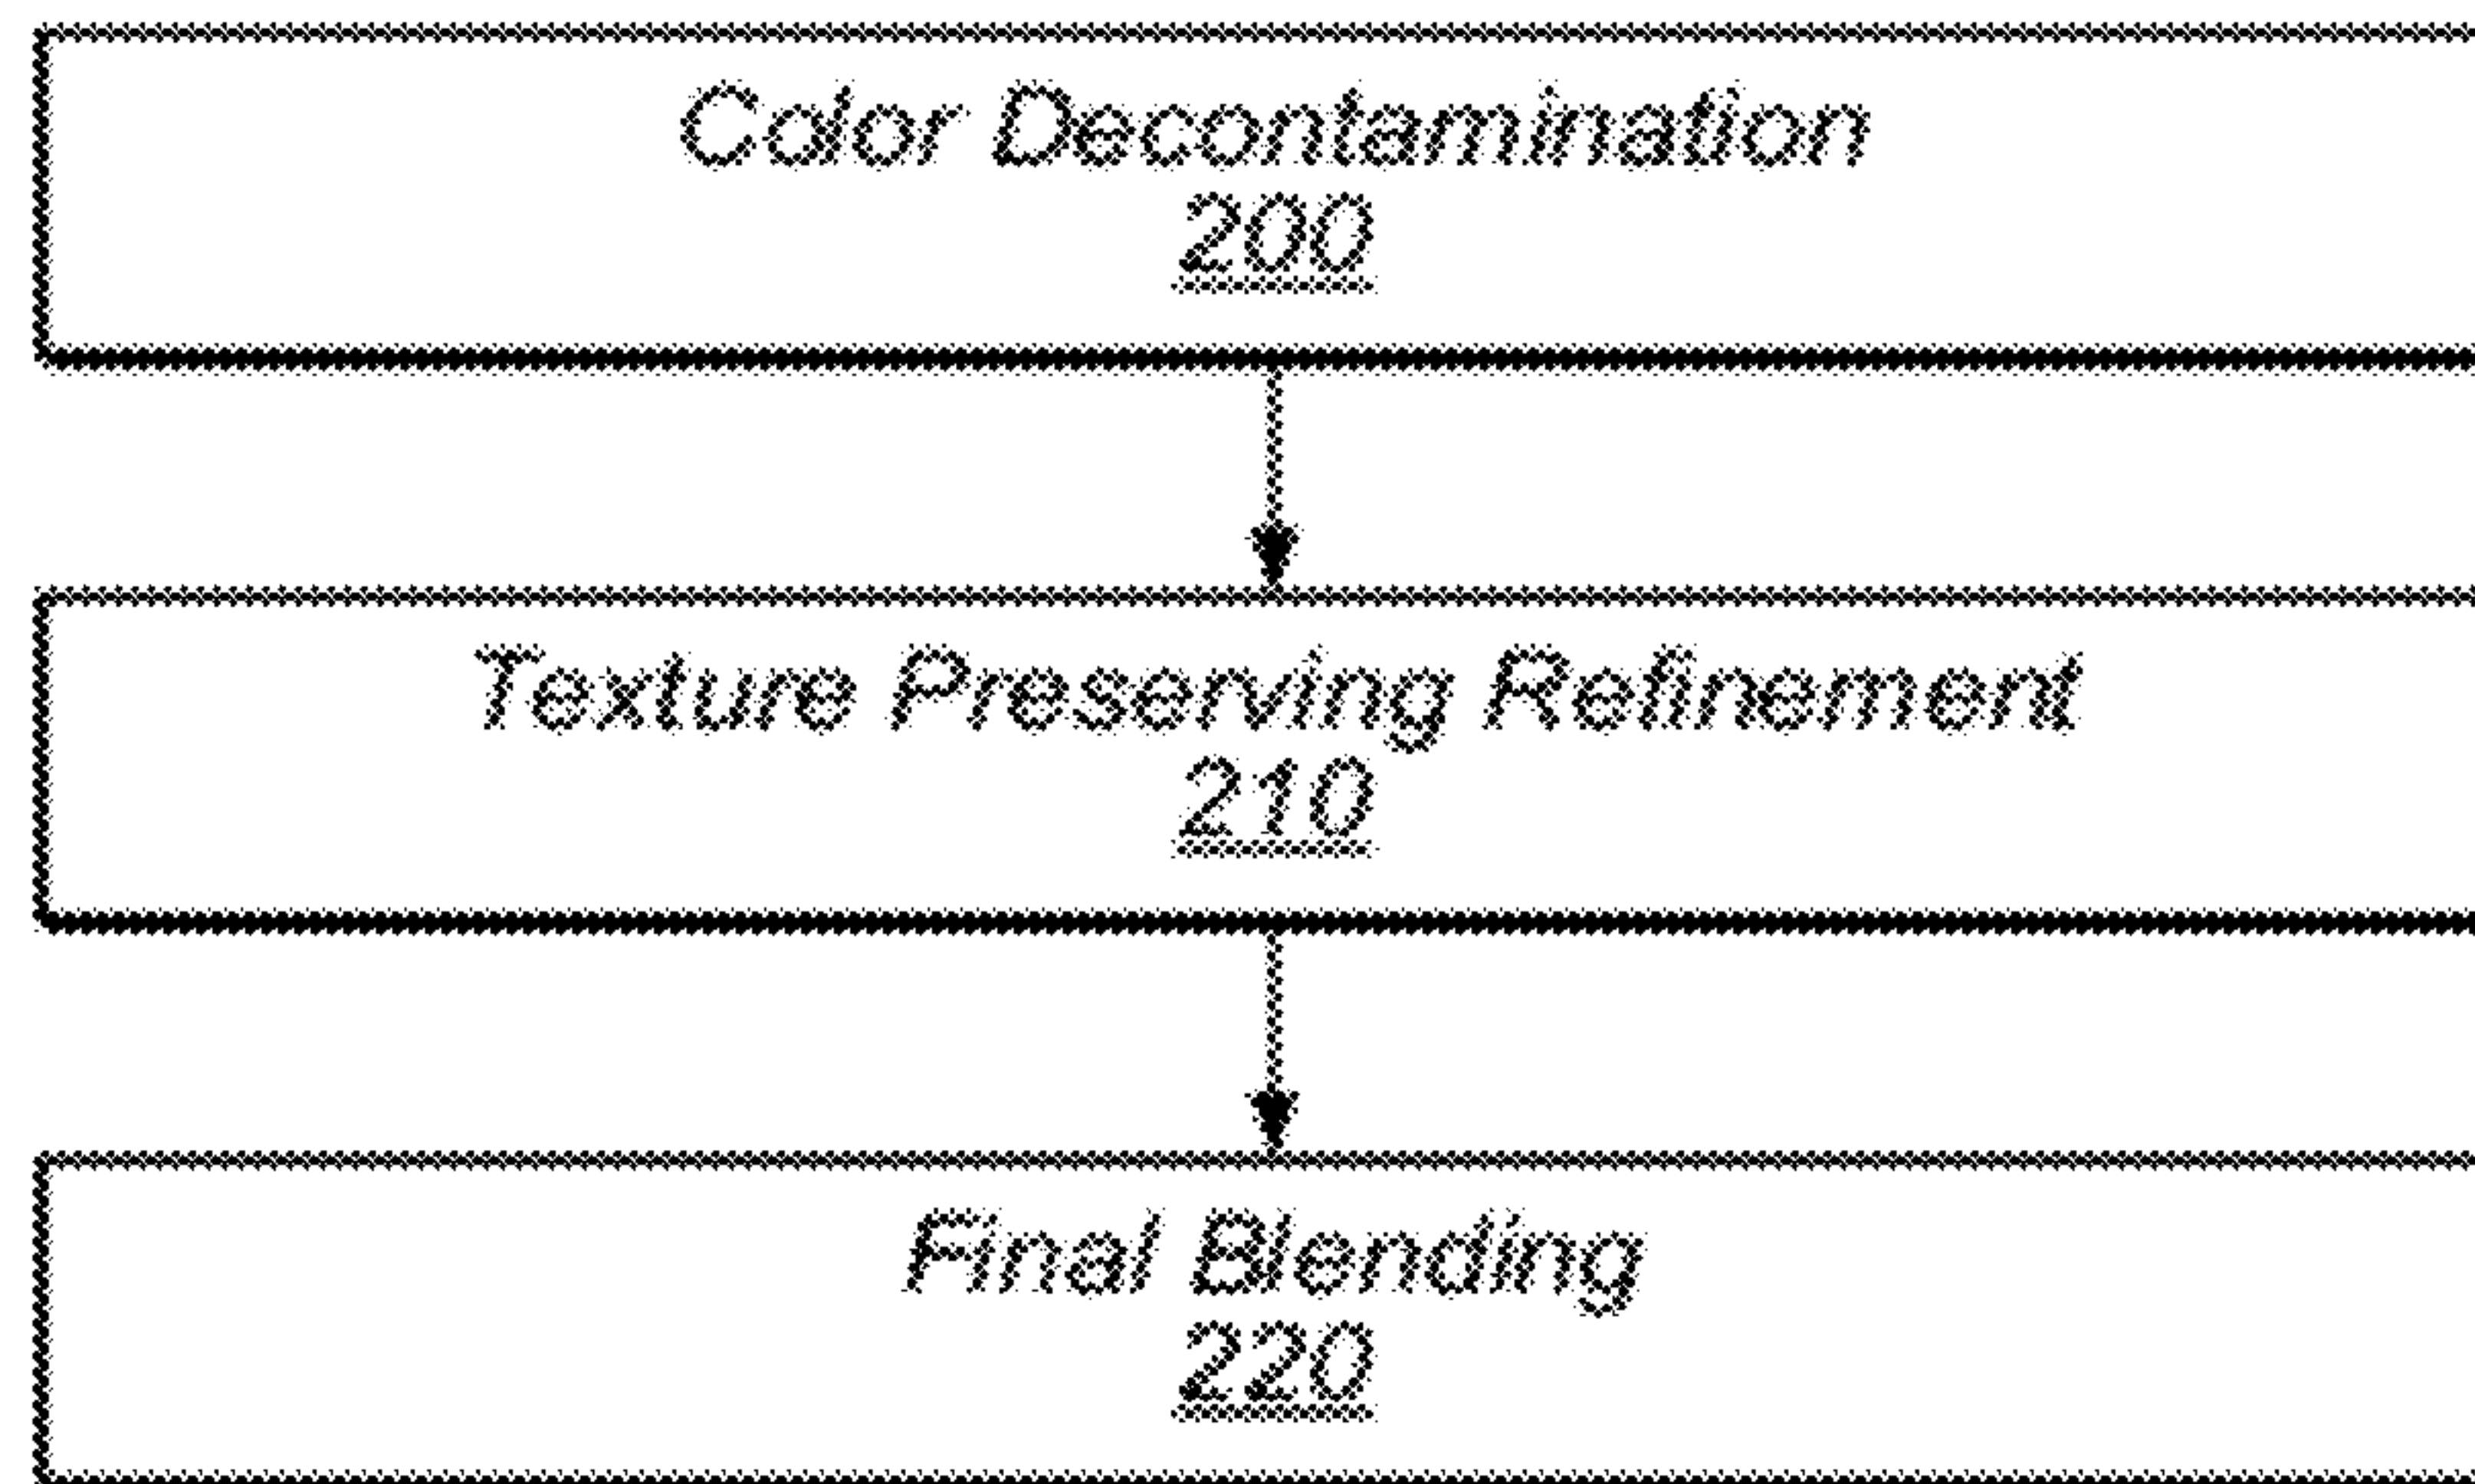 Color Decontamination
200
Texture Preserving Refinement
210
Final Blending
220